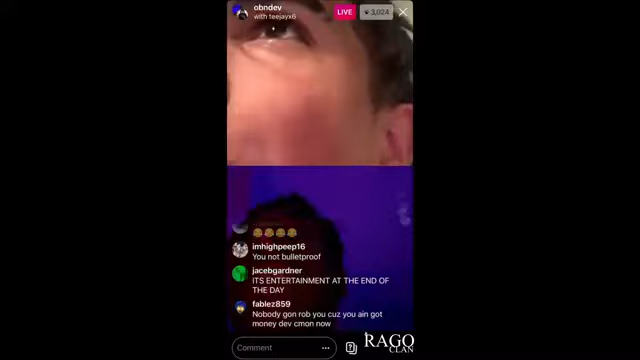 obndev
with teejayx6
LIVE
3,024
imhighpeep16
You not bulletproof
jacebgardner
ITS ENTERTAINMENT AT THE END OF
THE DAY
fablez859
Nobody gon rob you cuz you ain got
money dev cmon now
Comment
RAGO
CLAN